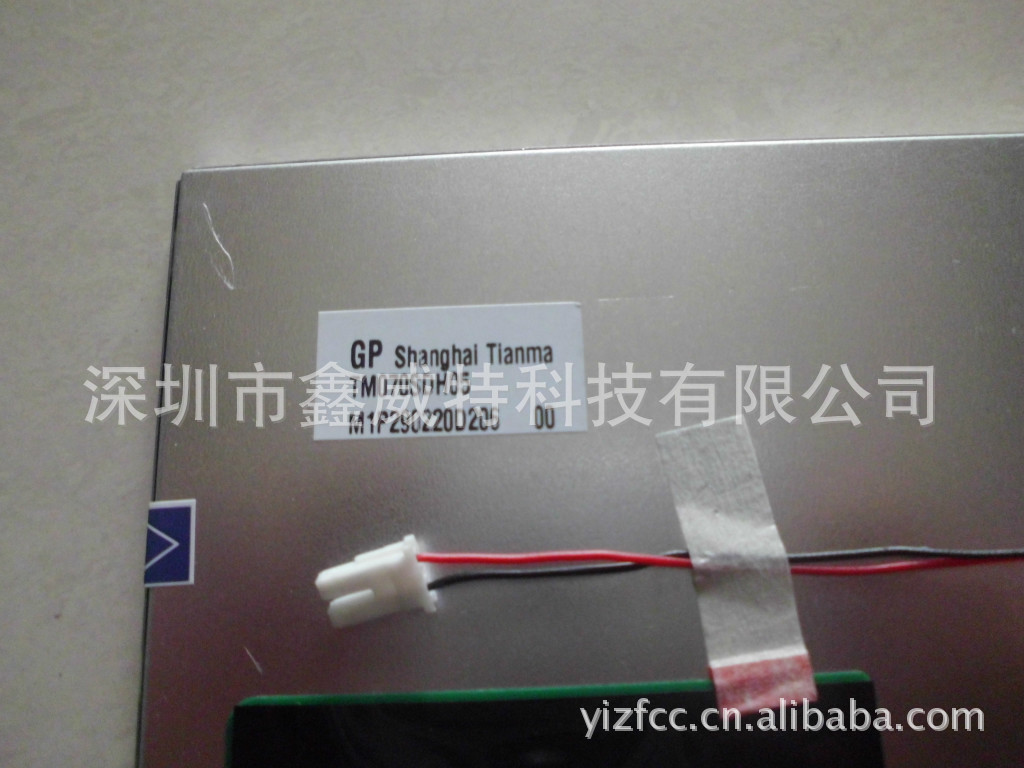 GP Shanghai Tianma
TM070SDH05
深圳市鑫威特科技有限公司
00
yizfcc.cn.alibaba.com